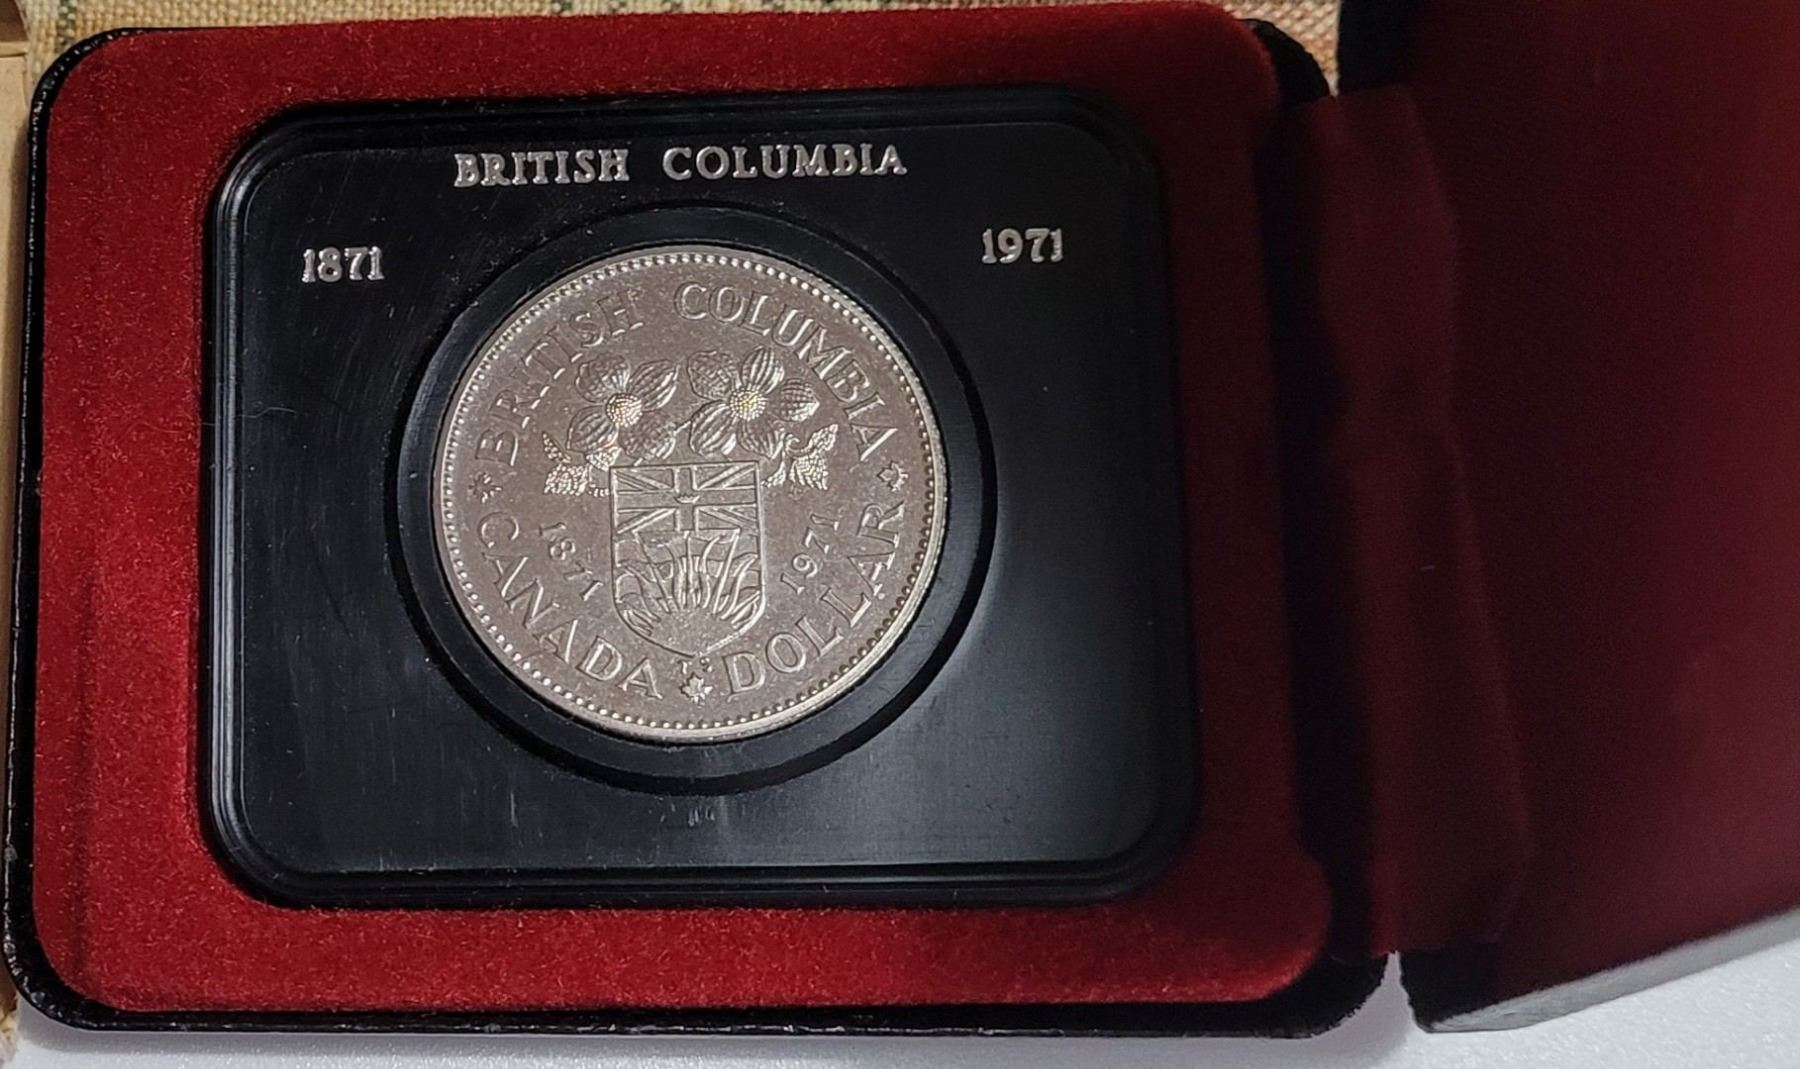 BRITISH COLUMBIA
1871
1971
BRITISH COLUMBIA
1871
1971
CANADA
DOLLAR